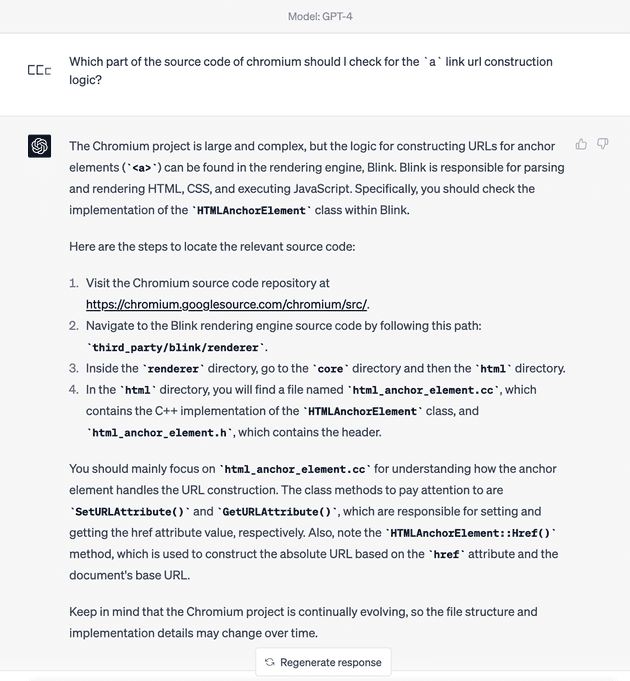 Model: GPT-4
Which part of the source code of chromium should I check for the `a` link url construction
logic?
The Chromium project is large and complex, but the logic for constructing URLs for anchor
elements (`<a>`) can be found in the rendering engine, Blink. Blink is responsible for parsing
and rendering HTML, CSS, and executing JavaScript. Specifically, you should check the
implementation of the `HTMLAnchorElement` class within Blink.
Here are the steps to locate the relevant source code:
1. Visit the Chromium source code repository at
https://chromium.googlesource.com/chromium/src/.
2. Navigate to the Blink rendering engine source code by following this path:
`third_party/blink/renderer`.
3. Inside the `renderer` directory, go to the `core` directory and then the `html` directory.
4. In the `html` directory, you will find a file named `html_anchor_element.cc`, which
contains the C++ implementation of the `HTMLAnchorElement` class, and
`html_anchor_element.h`, which contains the header.
You should mainly focus on `html_anchor_element.cc` for understanding how the anchor
element handles the URL construction. The class methods to pay attention to are
`SetURLAttribute()` and `GetURLAttribute()`, which are responsible for setting and
getting the href attribute value, respectively. Also, note the `HTMLAnchorElement::Href()`
method, which is used to construct the absolute URL based on the `href` attribute and the
document's base URL.
Keep in mind that the Chromium project is continually evolving, so the file structure and
implementation details may change over time.
Regenerate response